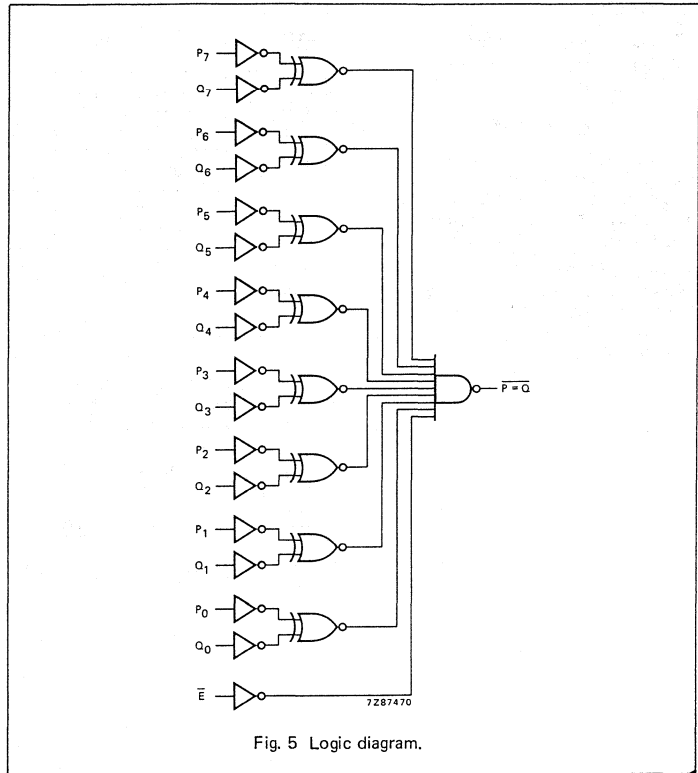 P7
Q7
P6
Q6
P5
Q5
P4
Q4
P3
Q3
P = Q
P2
Q2
P1
Q1
P0
Q0
E
7Z87470
Fig. 5 Logic diagram.